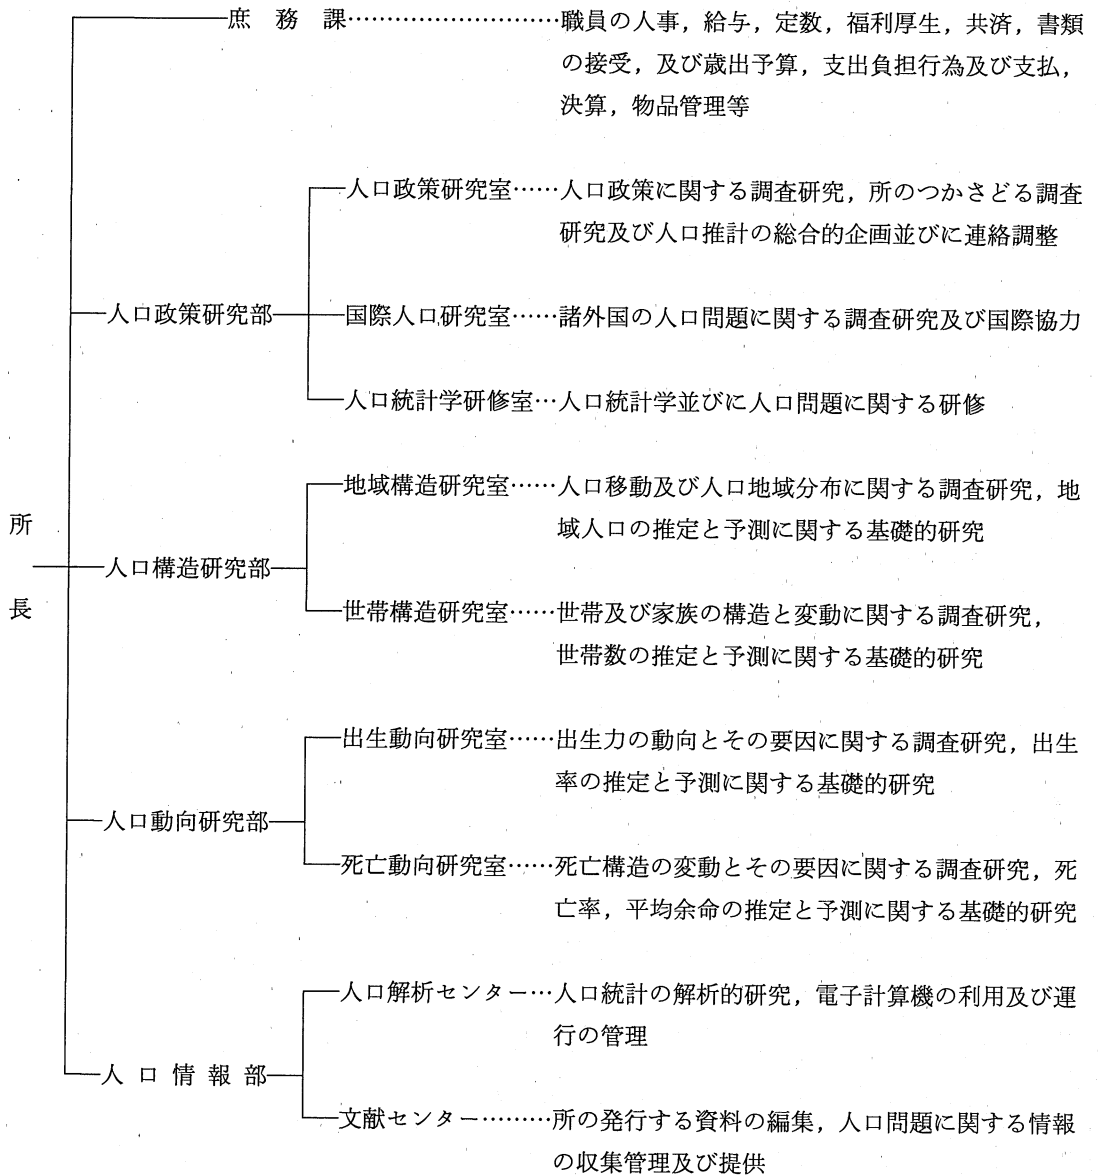 庶務課……………………職員の人事，給与，定数，福利厚生，共済，書類
の接受，及び歳出予算，支出負担行為及び支払，
決算，物品管理等
人口政策研究室……人口政策に関する調査研究，所のつかさどる調査
研究及び人口推計の総合的企画並びに連絡調整
人口政策研究部
国際人口研究室……諸外国の人口問題に関する調査研究及び国際協力
人口統計学研修室…人口統計学並びに人口問題に関する研修
地域構造研究室……人口移動及び人口地域分布に関する調査研究，地
域人口の推定と予測に関する基礎的研究
所長
人口構造研究部
世帯構造研究室……世帯及び家族の構造と変動に関する調査研究，
世帯数の推定と予測に関する基礎的研究
出生動向研究室……出生力の動向とその要因に関する調査研究，出生
率の推定と予測に関する基礎的研究
人口動向研究部
死亡動向研究室……死亡構造の変動とその要因に関する調査研究，死
亡率，平均余命の推定と予測に関する基礎的研究
人口解析センター…人口統計の解析的研究，電子計算機の利用及び運
行の管理
人口情報部
文献センター………所の発行する資料の編集，人口問題に関する情報
の収集管理及び提供